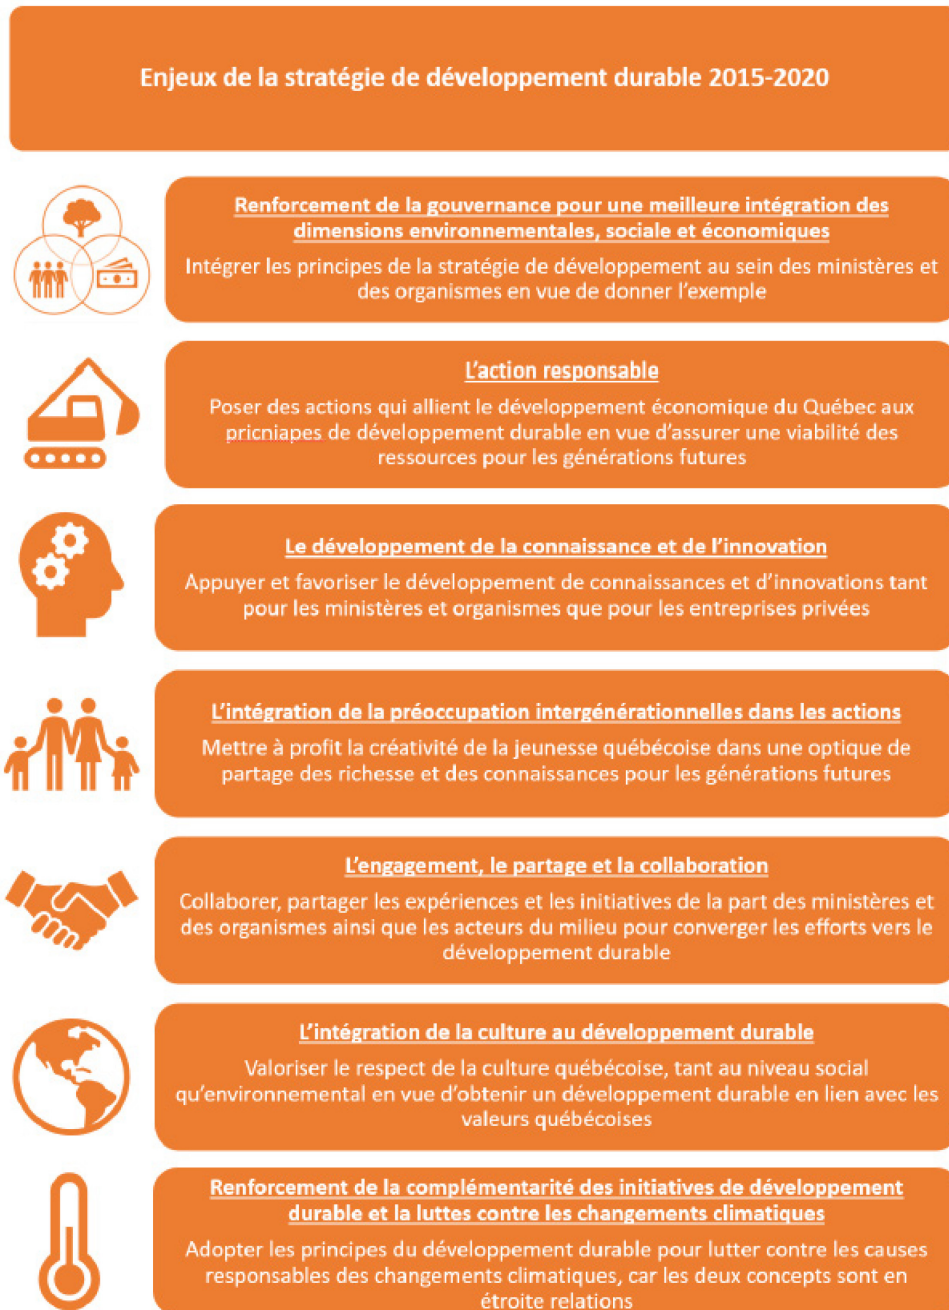 Enjeux de la stratégie de développement durable 2015-2020
Renforcement de la gouvernance pour une meilleure intégration des
dimensions environnementales, sociale et économiques
Intégrer les principes de la stratégie de développement au sein des ministères et
des organismes en vue de donner l'exemple
L'action responsable
Poser des actions qui allient le développement économique du Québec aux
pricniapes de développement durable en vue d'assurer une viabilité des
ressources pour les générations futures
Le développement de la connaissance et de l'innovation
Appuyer et favoriser le développement de connaissances et d'innovations tant
pour les ministères et organismes que pour les entreprises privées
L'intégration de la préoccupation intergénérationnelles dans les actions
Mettre à profit la créativité de la jeunesse québécoise dans une optique de
partage des richesse et des connaissances pour les générations futures
L'engagement, le partage et la collaboration
Collaborer, partager les expériences et les initiatives de la part des ministères et
des organismes ainsi que les acteurs du milieu pour converger les efforts vers le
développement durable
L'intégration de la culture au développement durable
Valoriser le respect de la culture québécoise, tant au niveau social
qu'environnemental en vue d'obtenir un développement durable en lien avec les
valeurs québécoises
Renforcement de la complémentarité des initiatives de développement
durable et la luttes contre les changements climatiques
Adopter les principes du développement durable pour lutter contre les causes
responsables des changements climatiques, car les deux concepts sont en
étroite relations